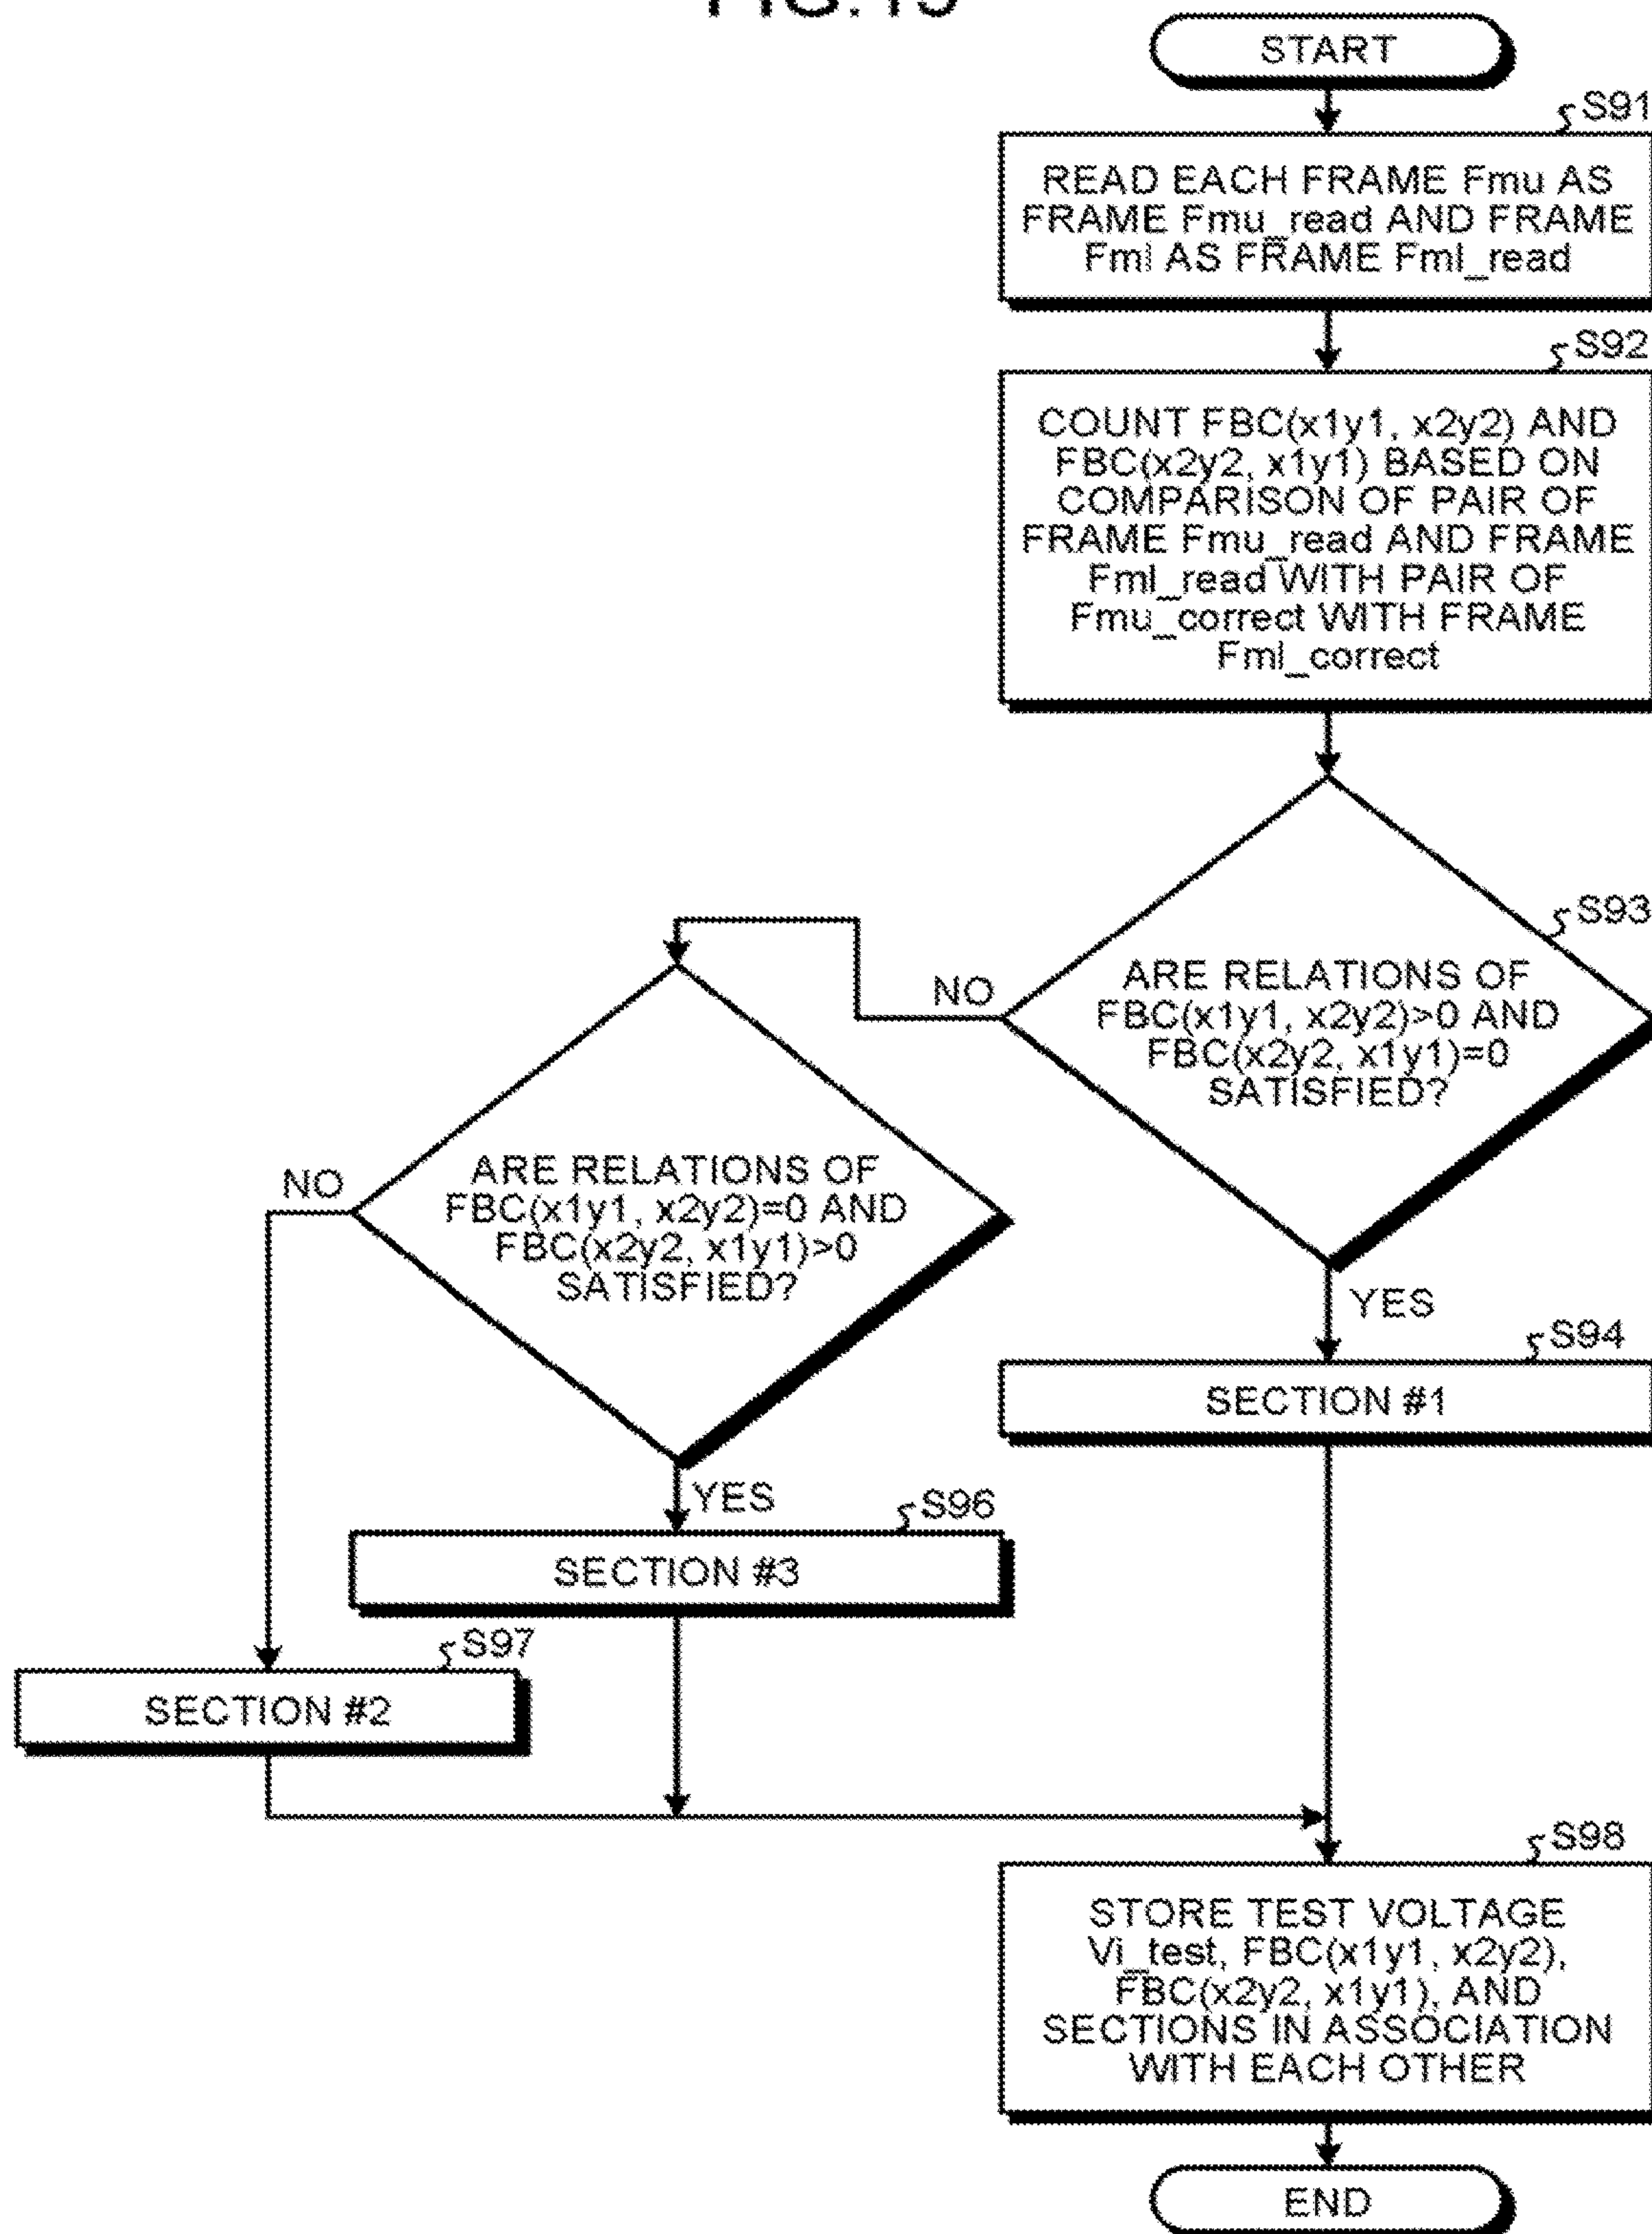 START
S91
READ EACH FRAME Fmu AS
FRAME Fmu_read AND FRAME
Fml AS FRAME Fml_read
S92
COUNT FBC(x1y1, x2y2) AND
FBC(x2y2, x1y1) BASED ON
COMPARISON OF PAIR OF
FRAME Fmu_read AND FRAME
Fml_read WITH PAIR OF
Fmu_correct WITH FRAME
Fml_correct
S93
ARE RELATIONS OF
FBC(x1y1, x2y2)>0 AND
FBC(x2y2, x1y1)=0
SATISFIED?
NO
YES
ARE RELATIONS OF
FBC(x1y1, x2y2)=0 AND
FBC(x2y2, x1y1)>0
SATISFIED?
NO
YES
S94
SECTION #1
S96
SECTION #3
S97
SECTION #2
S98
STORE TEST VOLTAGE
Vi_test, FBC(x1y1, x2y2),
FBC(x2y2, x1y1), AND
SECTIONS IN ASSOCIATION
WITH EACH OTHER
END